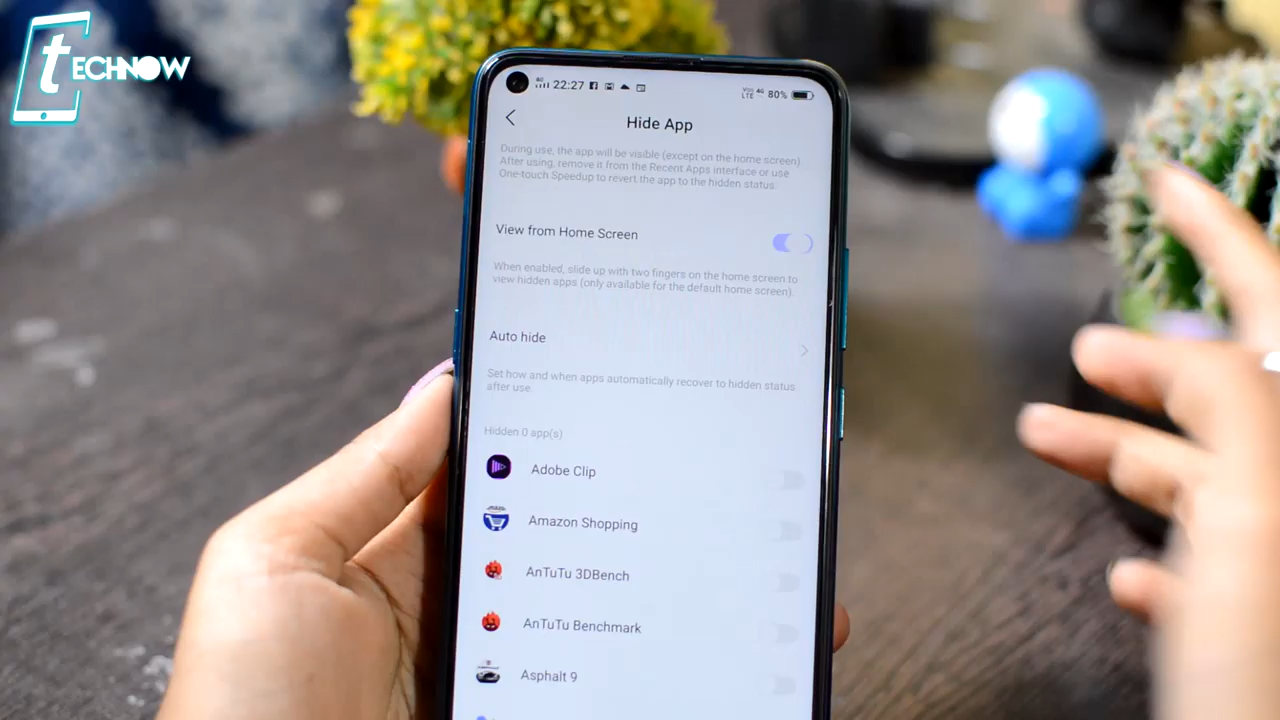 tECHNOW
4G 22:27
4G LTE 80%
Hide App
During use, the app will be visible (except on the home screen)
After using, remove it from the Recent Apps interface or use
One-touch Speedup to revert the app to the hidden status.
View from Home Screen
When enabled, slide up with two fingers on the home screen to
view hidden apps (only available for the default home screen).
Auto hide
Set how and when apps automatically recover to hidden status
after use.
Hidden 0 app(s)
Adobe Clip
Amazon Shopping
AnTuTu 3DBench
AnTuTu Benchmark
Asphalt 9